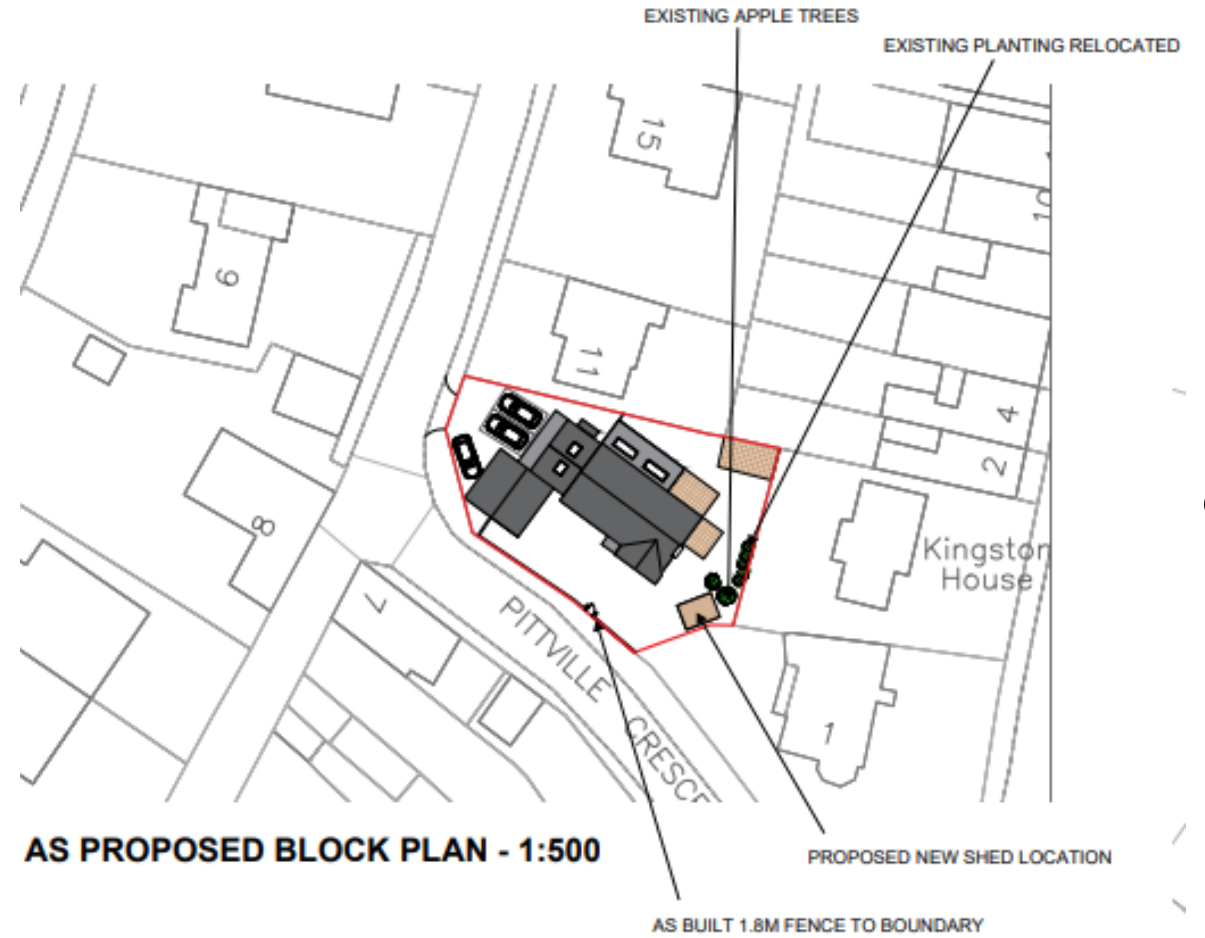 EXISTING APPLE TREES
EXISTING PLANTING RELOCATED
15
10
9
11
4
2
8
Kingston
House
7
PITTVILLE CRESCE
1
AS PROPOSED BLOCK PLAN - 1:500
PROPOSED NEW SHED LOCATION
AS BUILT 1.8M FENCE TO BOUNDARY